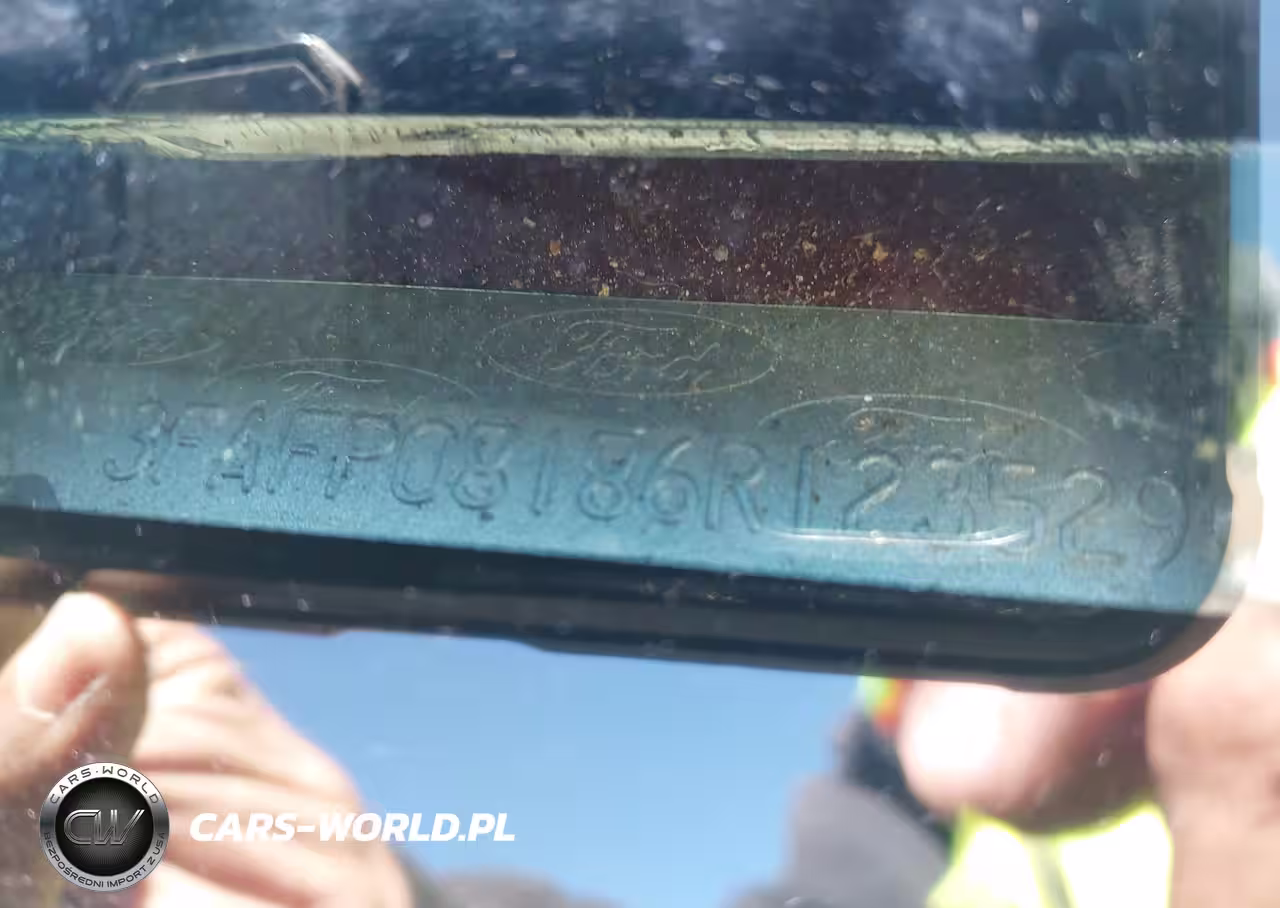 Ford
3FAFP08186R123529
CARS-WORLD
CW
BEZPOŚREDNI IMPORT Z USA
CARS-WORLD.PL